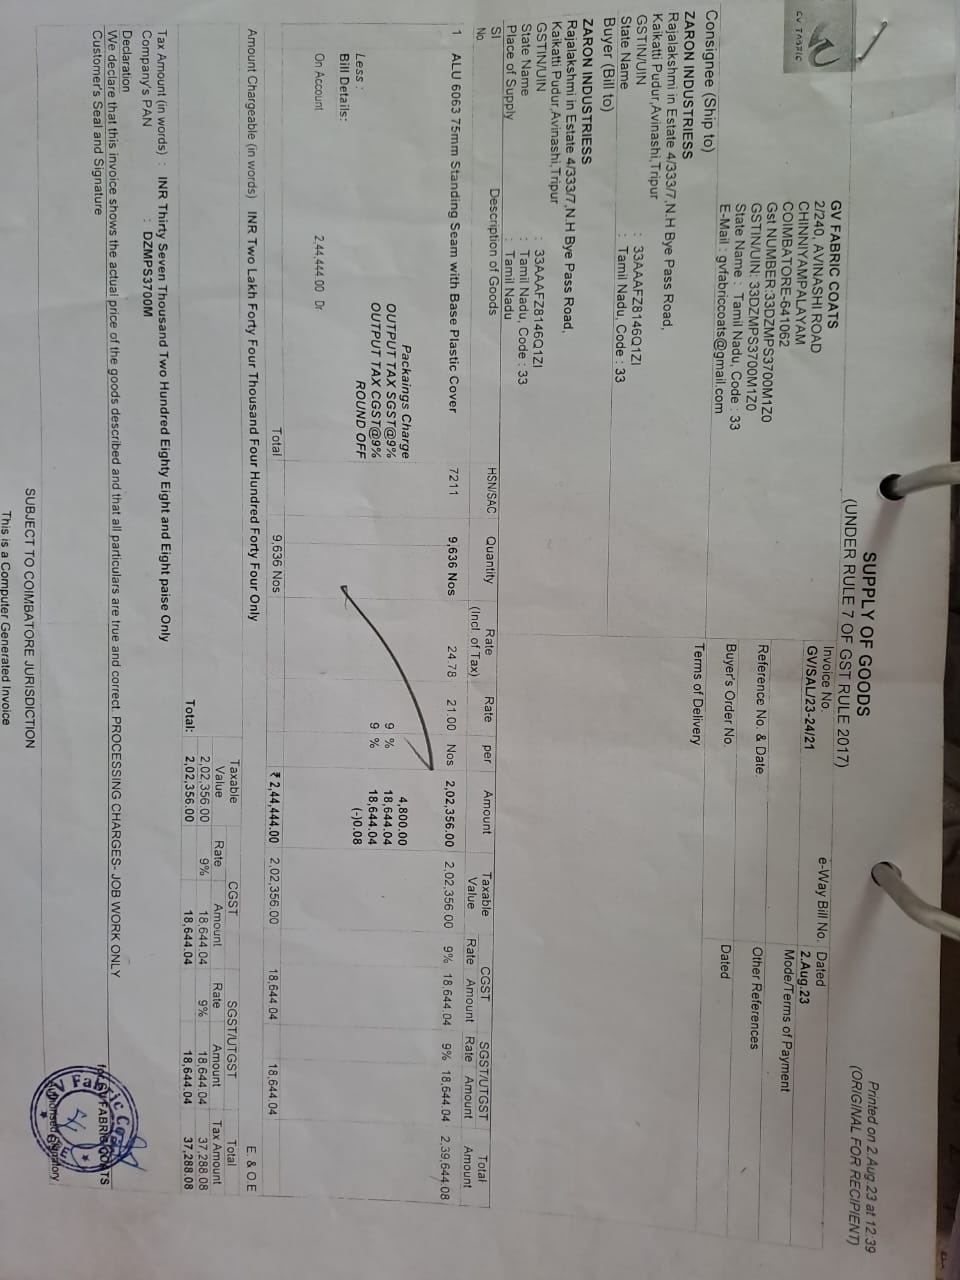 SUPPLY OF GOODS
(UNDER RULE 7 OF GST RULE 2017)
Printed on 2.Aug.23 at 12:39
(ORIGINAL FOR RECIPIENT)
GV FABRIC COATS
2/240, AVINASHI ROAD
CHINNIYAMPALAYAM
COIMBATORE-641062
Gst NUMBER:33DZMPS3700M1Z0
GSTIN/UIN: 33DZMPS3700M1Z0
State Name : Tamil Nadu, Code : 33
E-Mail : gvfabriccoats@gmail.com
Invoice No. e-Way Bill No. Dated
GV/SAL/23-24/21 2.Aug.23
Mode/Terms of Payment
Reference No. & Date. Other References
Buyer's Order No. Dated
Terms of Delivery
Consignee (Ship to)
ZARON INDUSTRIESS
Rajalakshmi in Estate 4/333/7,N.H Bye Pass Road,
Kaikatti Pudur,Avinashi,Tripur
GSTIN/UIN : 33AAAFZ8146Q1ZI
State Name : Tamil Nadu, Code : 33
Buyer (Bill to)
ZARON INDUSTRIESS
Rajalakshmi in Estate 4/333/7,N.H Bye Pass Road,
Kaikatti Pudur,Avinashi,Tripur
GSTIN/UIN : 33AAAFZ8146Q1ZI
State Name : Tamil Nadu, Code : 33
Place of Supply : Tamil Nadu
Sl No Description of Goods HSN/SAC Quantity Rate (Incl. of Tax) Rate per Amount Taxable Value CGST Rate Amount SGST/UTGST Rate Amount Total Amount
1 ALU 6063 75mm Standing Seam with Base Plastic Cover 7211 9,636 Nos 24.78 21.00 Nos 2,02,356.00 2,02,356.00 9% 18,644.04 9% 18,644.04 2,39,644.08
Packaings Charge 4,800.00
OUTPUT TAX SGST@9% 9 % 18,644.04
OUTPUT TAX CGST@9% 9 % 18,644.04
Less : ROUND OFF (-)0.08
Bill Details:
On Account 2,44,444.00 Dr
Total 9,636 Nos ₹ 2,44,444.00 2,02,356.00 18,644.04 18,644.04
Amount Chargeable (in words) INR Two Lakh Forty Four Thousand Four Hundred Forty Four Only E. & O.E
Taxable Value CGST Rate Amount SGST/UTGST Rate Amount Total Tax Amount
2,02,356.00 9% 18,644.04 9% 18,644.04 37,288.08
Total: 2,02,356.00 18,644.04 18,644.04 37,288.08
Tax Amount (in words) : INR Thirty Seven Thousand Two Hundred Eighty Eight and Eight paise Only
Company's PAN : DZMPS3700M
Declaration
We declare that this invoice shows the actual price of the goods described and that all particulars are true and correct. PROCESSING CHARGES- JOB WORK ONLY
Customer's Seal and Signature
for GV FABRIC COATS
Authorised Signatory
SUBJECT TO COIMBATORE JURISDICTION
This is a Computer Generated Invoice